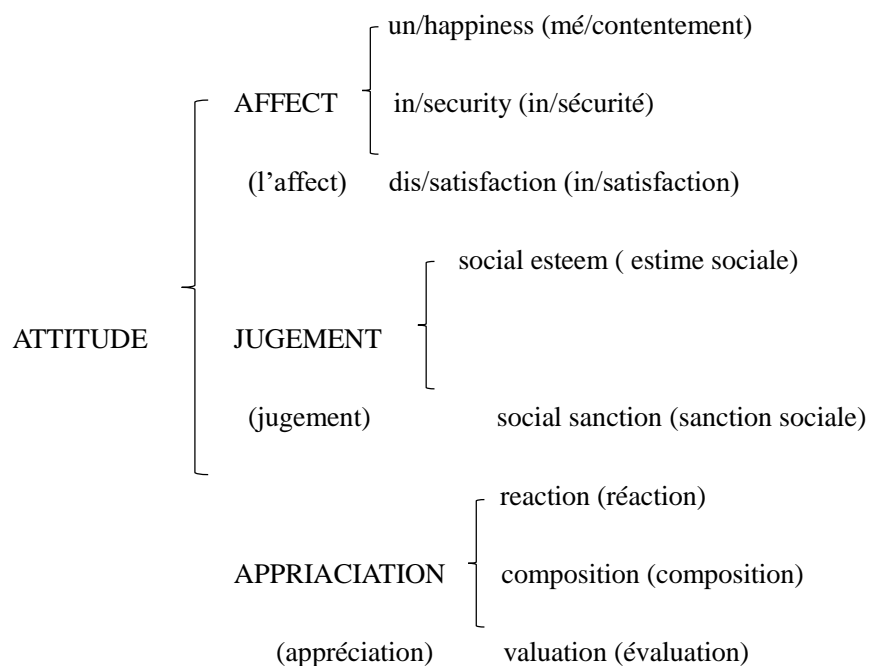 un/happiness (mé/contentement)
AFFECT in/security (in/sécurité)
(l’affect) dis/satisfaction (in/satisfaction)
social esteem ( estime sociale)
ATTITUDE JUGEMENT
(jugement) social sanction (sanction sociale)
reaction (réaction)
APPRIACIATION composition (composition)
(appréciation) valuation (évaluation)